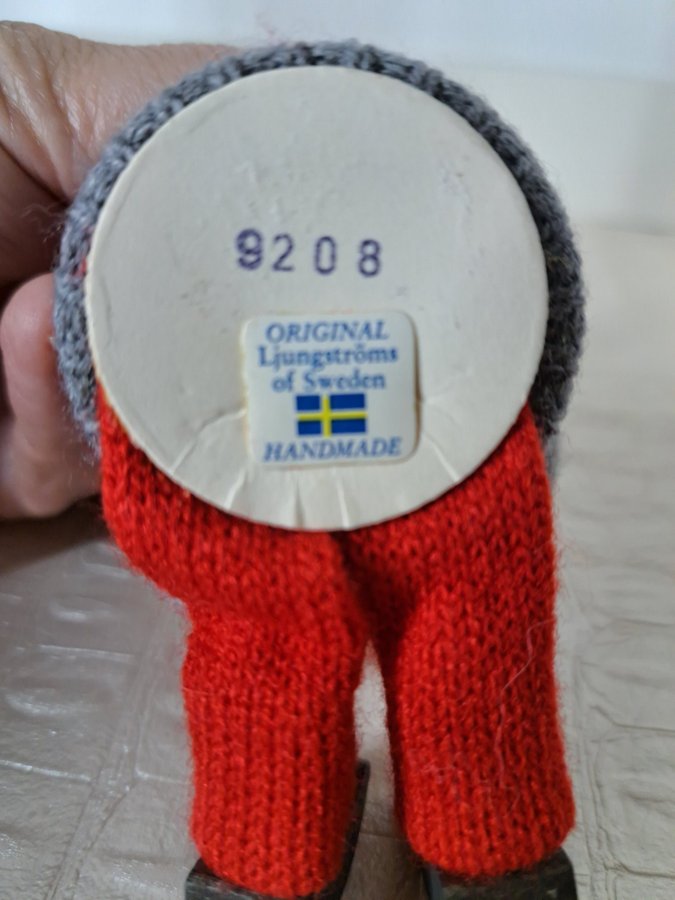 9208
ORIGINAL
Ljungströms
of Sweden
HANDMADE